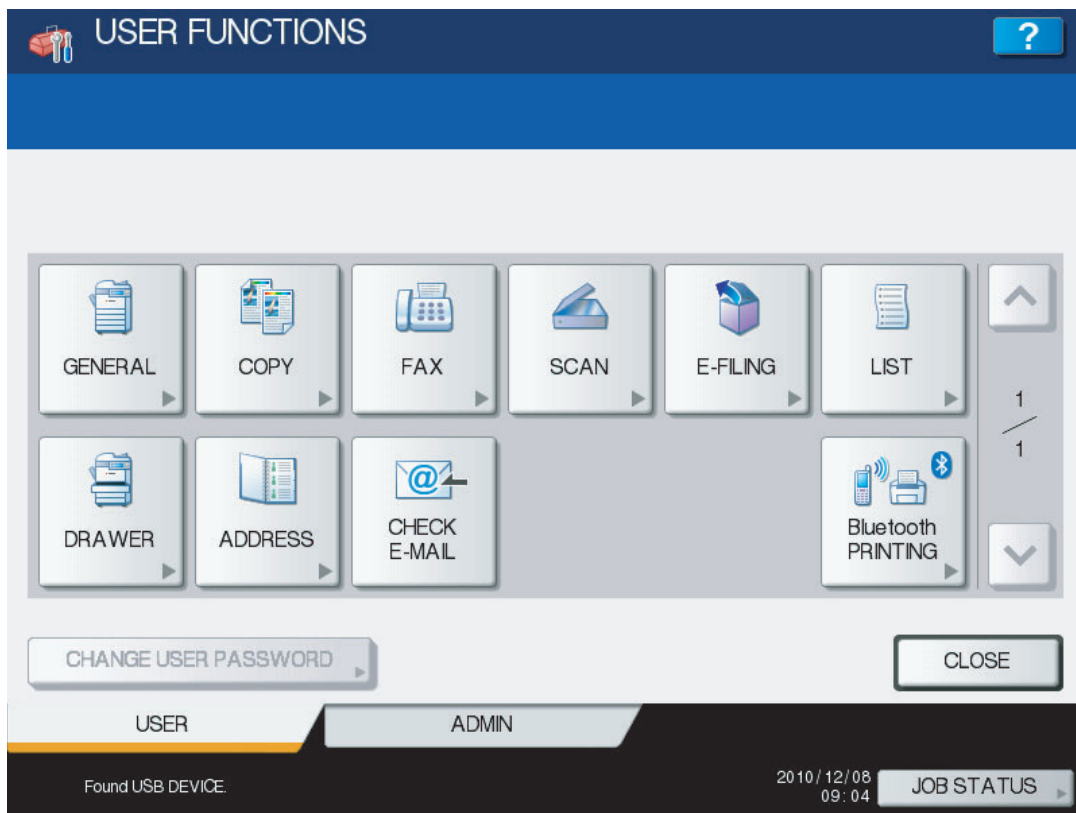 USER FUNCTIONS
?
GENERAL
COPY
FAX
SCAN
E-FILING
LIST
1
1
DRAWER
ADDRESS
CHECK
E-MAIL
@
Bluetooth
PRINTING
CHANGE USER PASSWORD
CLOSE
USER
ADMIN
Found USB DEVICE.
2010/12/08
09:04
JOB STATUS